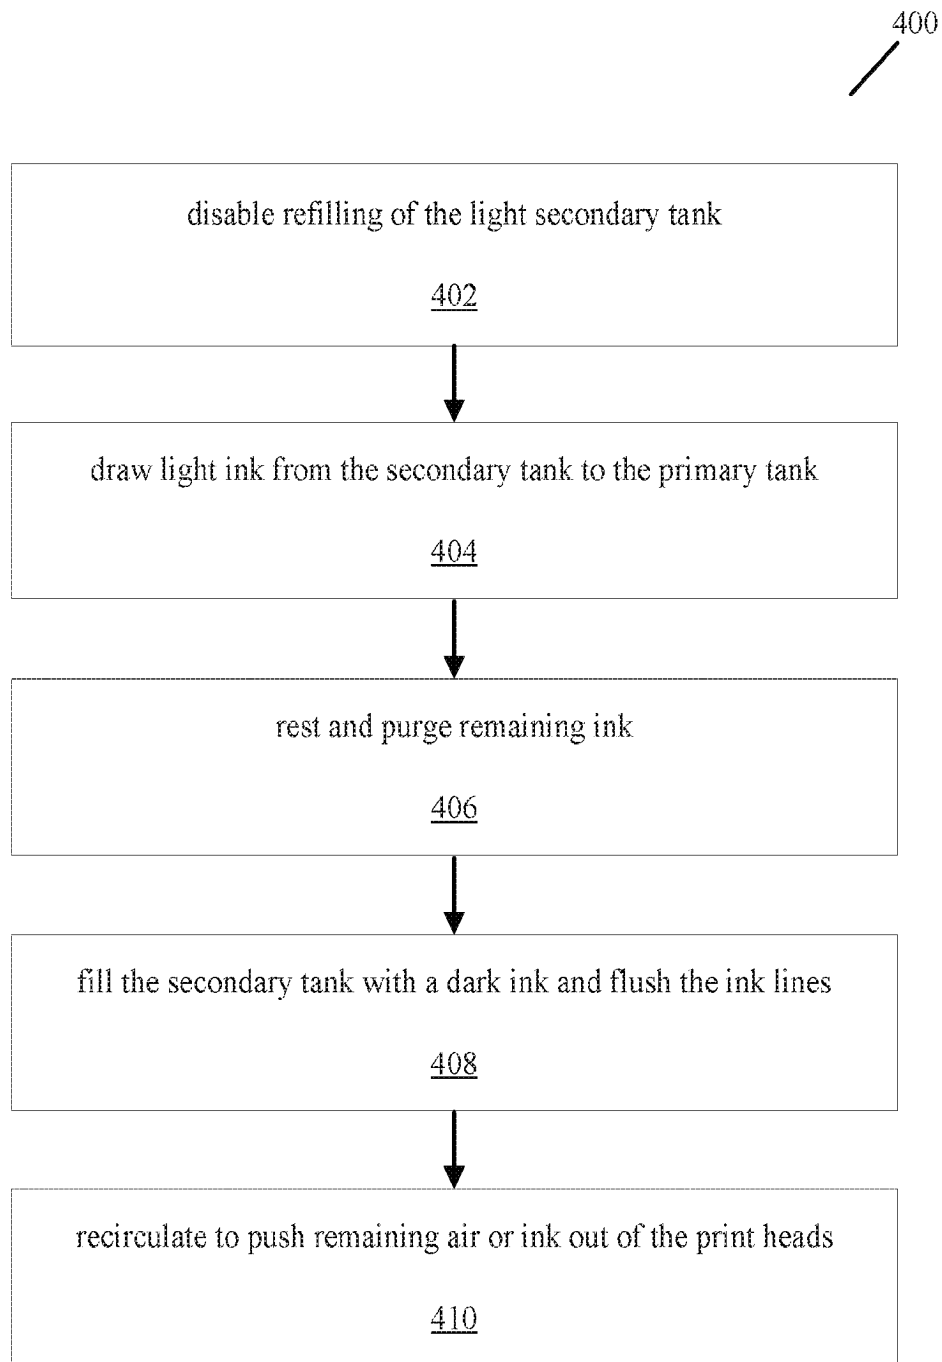 400
disable refilling of the light secondary tank
402
draw light ink from the secondary tank to the primary tank
404
rest and purge remaining ink
406
fill the secondary tank with a dark ink and flush the ink lines
408
recirculate to push remaining air or ink out of the print heads
410